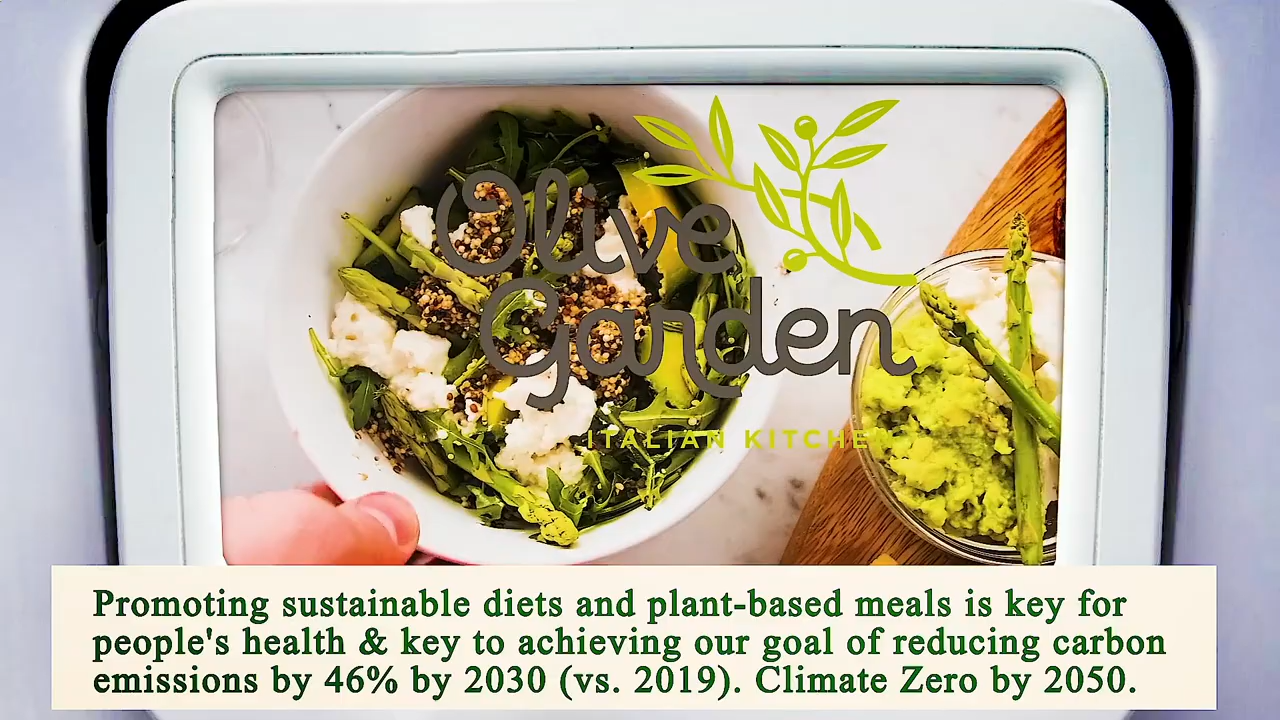 Olive
Garden
ITALIAN KITCHEN
Promoting sustainable diets and plant-based meals is key for
people's health & key to achieving our goal of reducing carbon
emissions by 46% by 2030 (vs. 2019). Climate Zero by 2050.